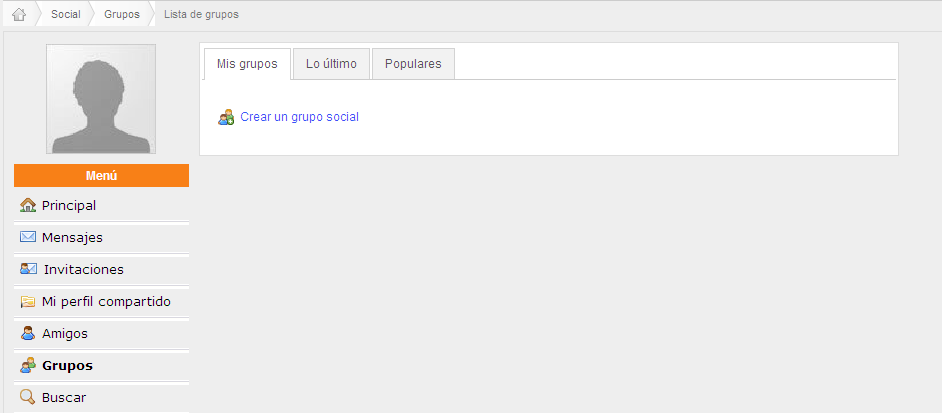 Social Grupos Lista de grupos
Mis grupos Lo último Populares
Crear un grupo social
Menú
Principal
Mensajes
Invitaciones
Mi perfil compartido
Amigos
Grupos
Buscar